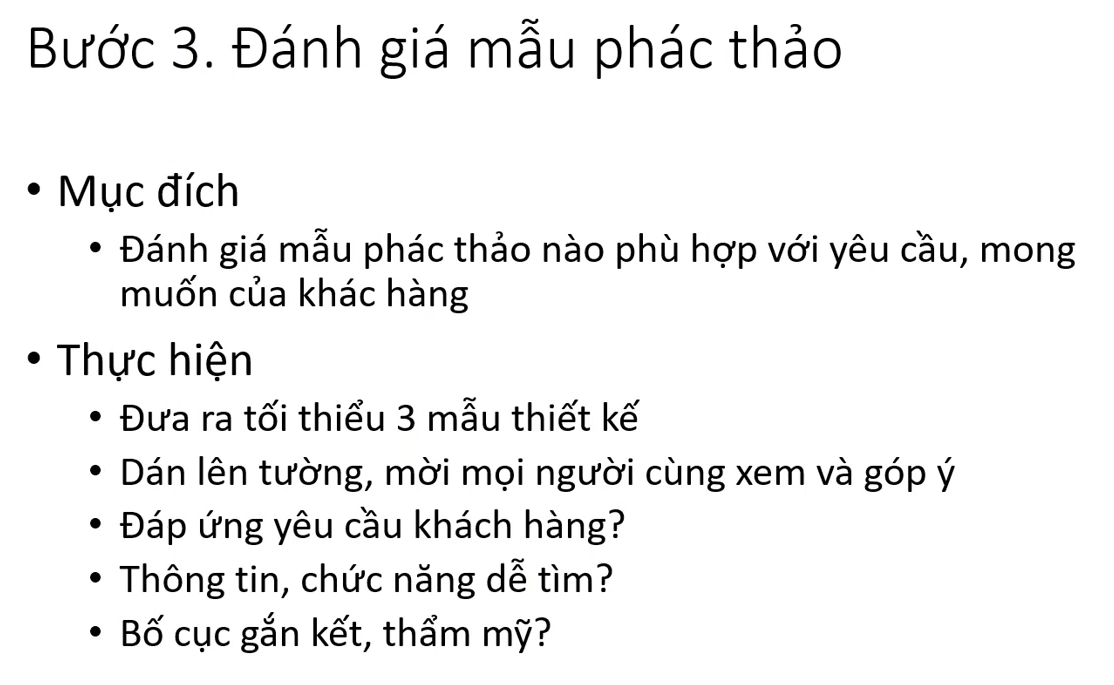 Bước 3. Đánh giá mẫu phác thảo
• Mục đích
• Đánh giá mẫu phác thảo nào phù hợp với yêu cầu, mong
muốn của khác hàng
• Thực hiện
• Đưa ra tối thiểu 3 mẫu thiết kế
• Dán lên tường, mời mọi người cùng xem và góp ý
• Đáp ứng yêu cầu khách hàng?
• Thông tin, chức năng dễ tìm?
• Bố cục gắn kết, thẩm mỹ?